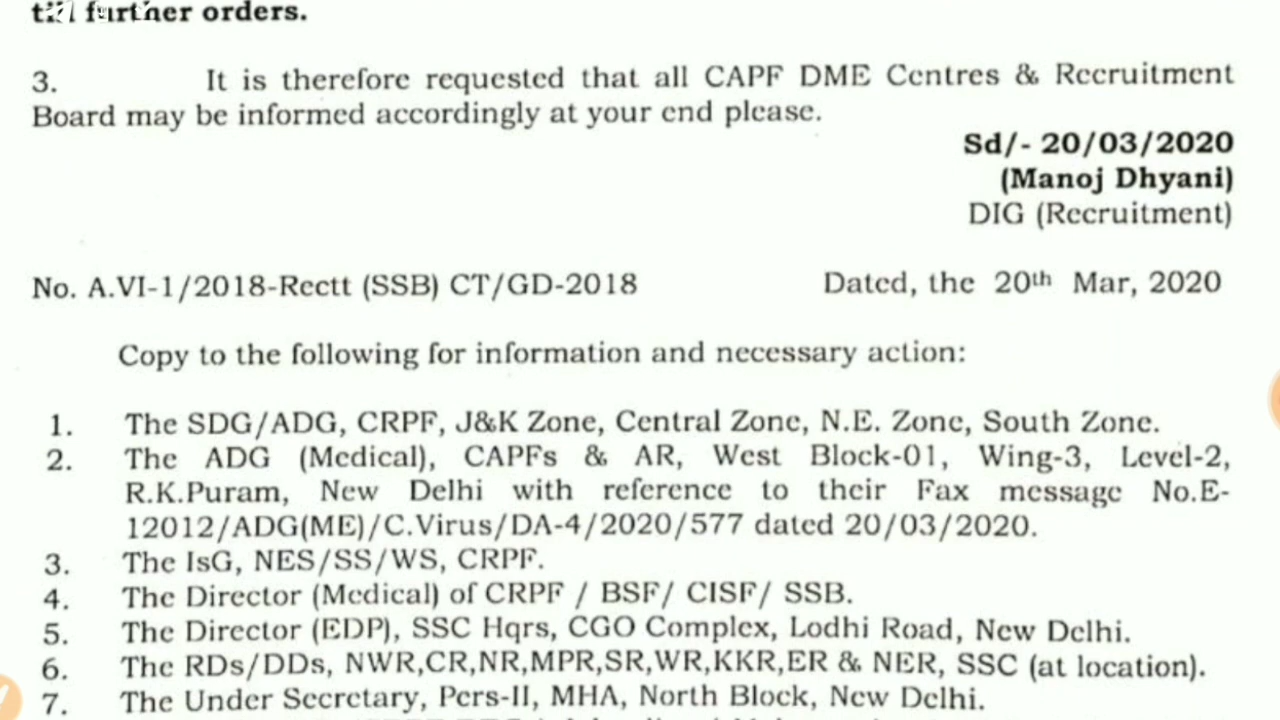 till further orders.
3. It is therefore requested that all CAPF DME Centres & Recruitment
Board may be informed accordingly at your end please.
Sd/- 20/03/2020
(Manoj Dhyani)
DIG (Recruitment)
No. A.VI-1/2018-Rectt (SSB) CT/GD-2018 Dated, the 20th Mar, 2020
Copy to the following for information and necessary action:
1. The SDG/ADG, CRPF, J&K Zone, Central Zone, N.E. Zone, South Zone.
2. The ADG (Medical), CAPFs & AR, West Block-01, Wing-3, Level-2,
R.K.Puram, New Delhi with reference to their Fax message No.E-
12012/ADG(ME)/C.Virus/DA-4/2020/577 dated 20/03/2020.
3. The IsG, NES/SS/WS, CRPF.
4. The Director (Medical) of CRPF / BSF/ CISF/ SSB.
5. The Director (EDP), SSC Hqrs, CGO Complex, Lodhi Road, New Delhi.
6. The RDs/DDs, NWR,CR,NR,MPR,SR,WR,KKR,ER & NER, SSC (at location).
7. The Under Secretary, Pers-II, MHA, North Block, New Delhi.